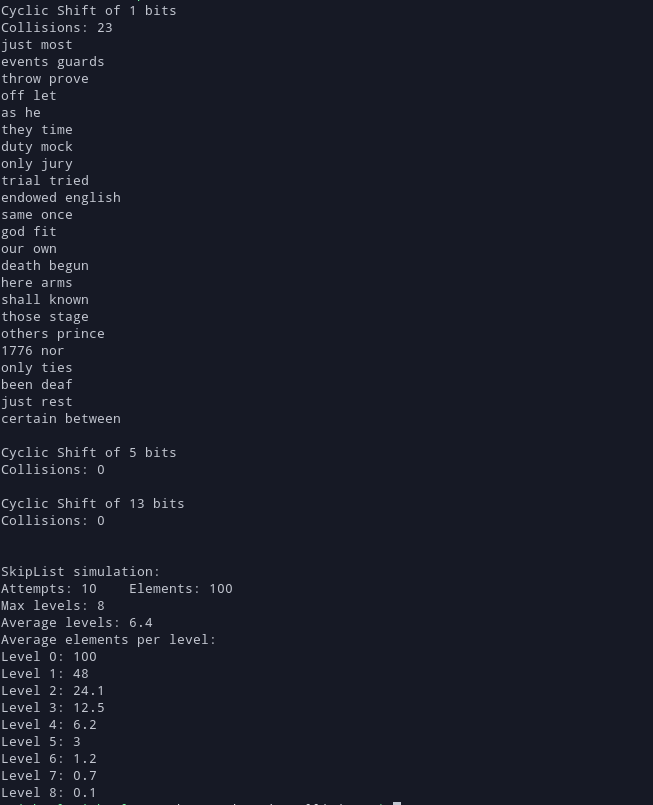 Cyclic Shift of 1 bits
Collisions: 23
just most
events guards
throw prove
off let
as he
they time
duty mock
only jury
trial tried
endowed english
same once
god fit
our own
death begun
here arms
shall known
those stage
others prince
1776 nor
only ties
been deaf
just rest
certain between
Cyclic Shift of 5 bits
Collisions: 0
Cyclic Shift of 13 bits
Collisions: 0
SkipList simulation:
Attempts: 10    Elements: 100
Max levels: 8
Average levels: 6.4
Average elements per level:
Level 0: 100
Level 1: 48
Level 2: 24.1
Level 3: 12.5
Level 4: 6.2
Level 5: 3
Level 6: 1.2
Level 7: 0.7
Level 8: 0.1